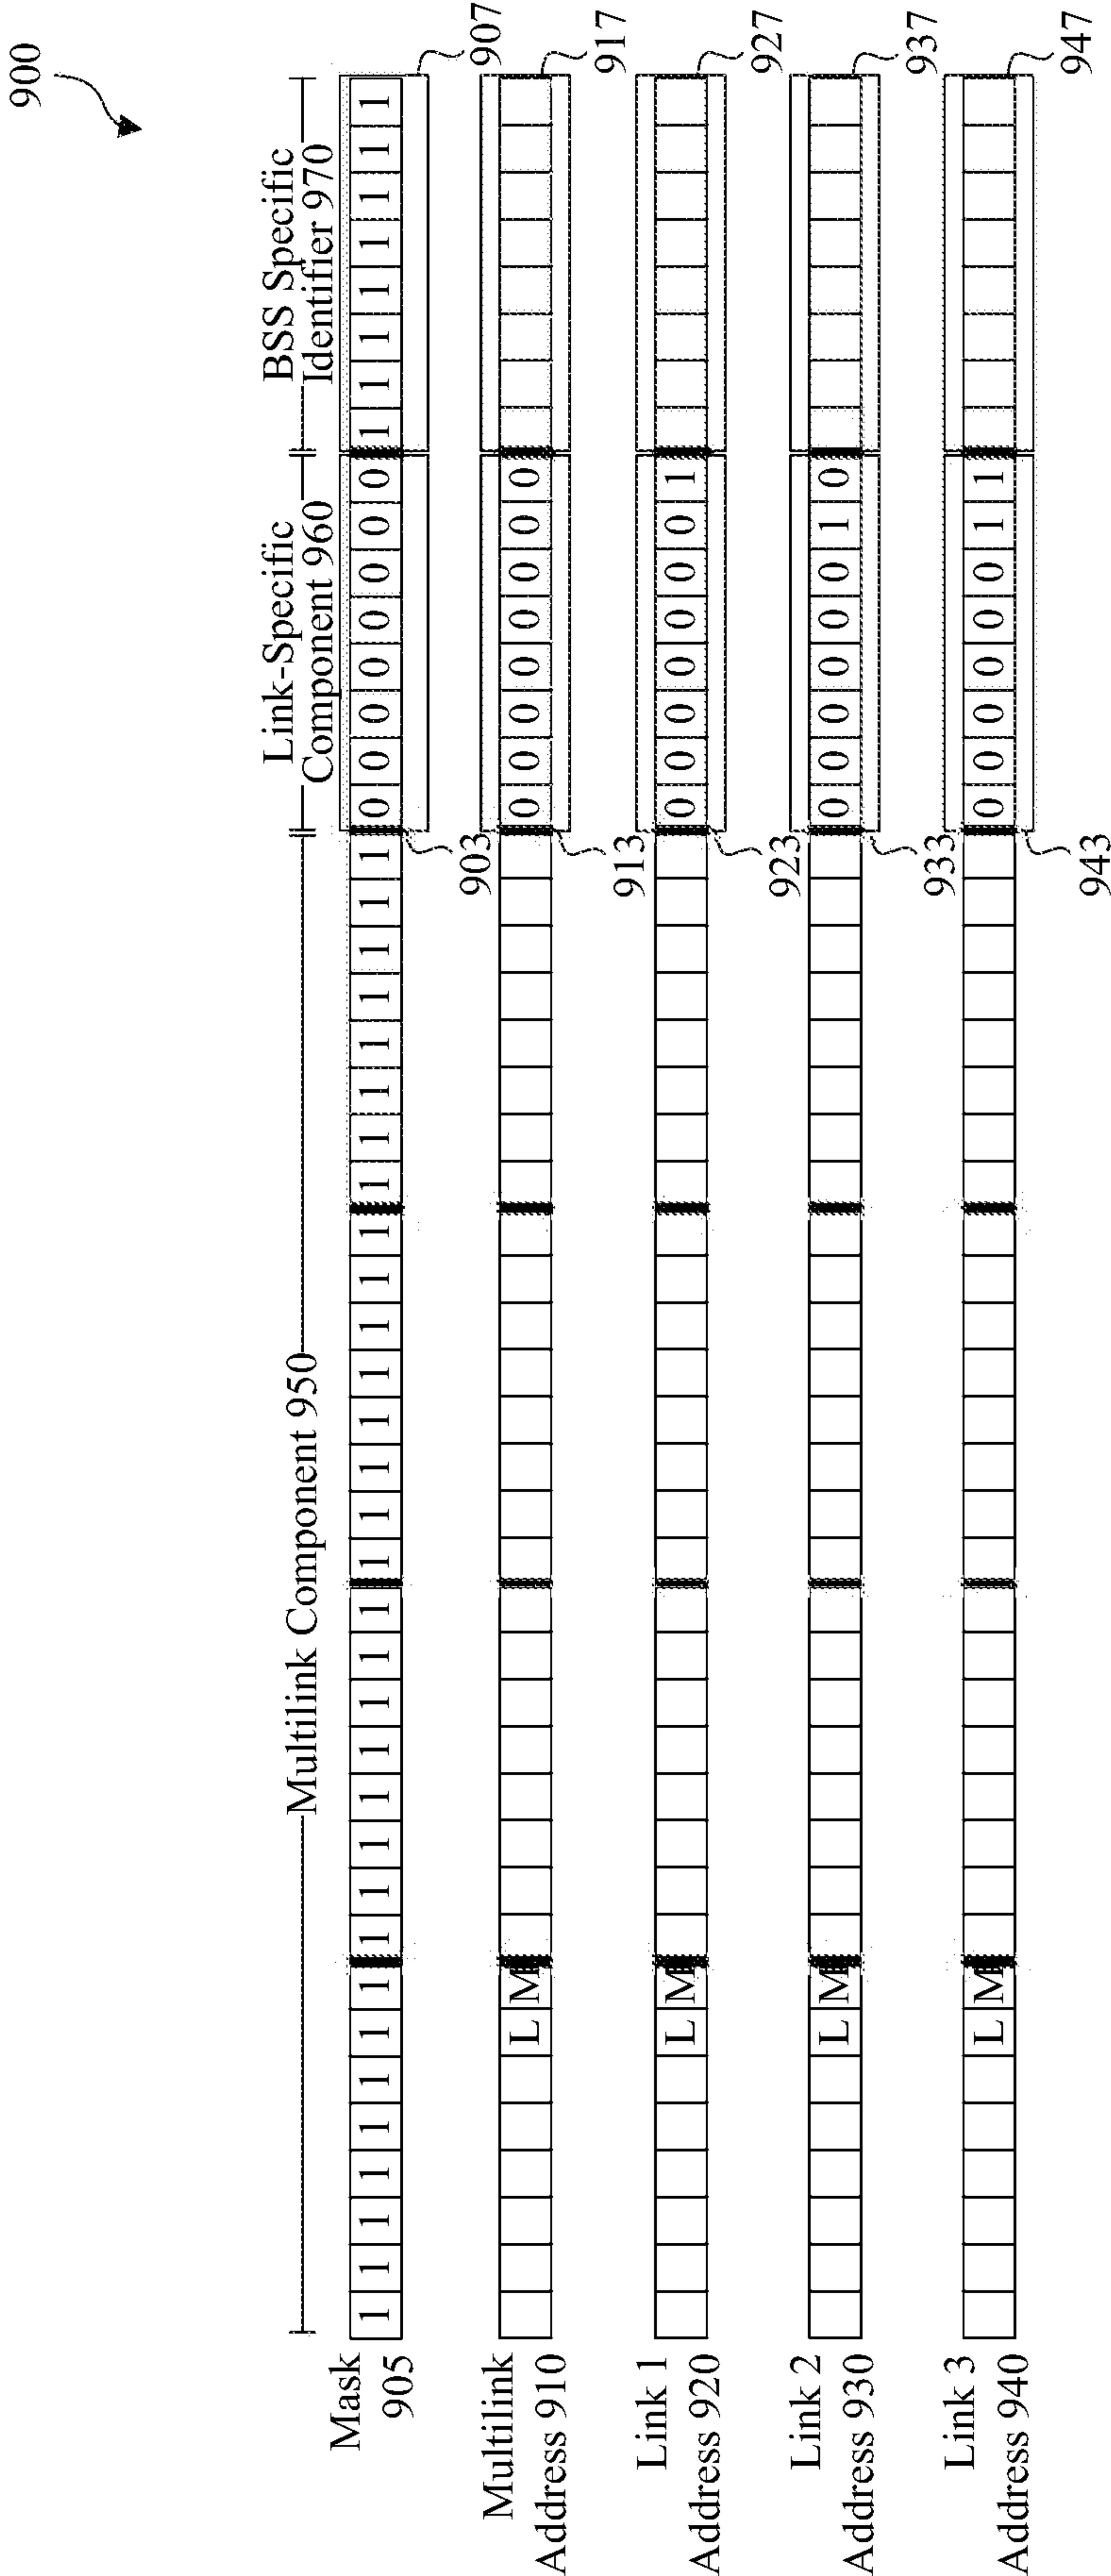 900
Multilink Component 950
Link-Specific
Component 960
BSS Specific
Identifier 970
Mask
905
1 1 1 1 1 1 1 1 1 1 1 1 1 1 1 1 1 1 1 1 1 1 1 1 1 1 1 1 1 1 1 1 0 0 0 0 0 0 0 0 1 1 1 1 1 1 1 1
903
907
Multilink
Address 910
L M 0 0 0 0 0 0 0 0
913
917
Link 1
Address 920
L M 0 0 0 0 0 0 0 1
923
927
Link 2
Address 930
L M 0 0 0 0 0 0 1 0
933
937
Link 3
Address 940
L M 0 0 0 0 0 0 1 1
943
947